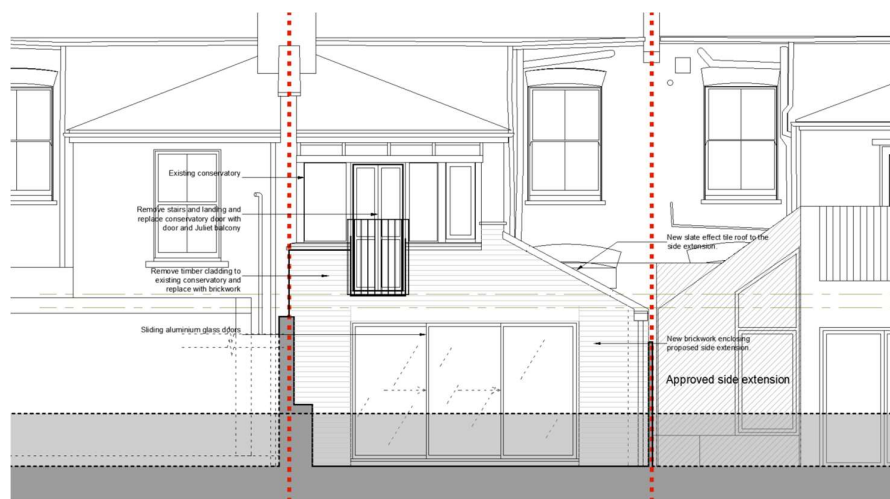 Existing conservatory
Remove stairs and landing and
replace conservatory door with
door and Juliet balcony
Remove timber cladding to
existing conservatory and
replace with brickwork
Sliding aluminium glass doors
New slate effect tile roof to the
side extension.
New brickwork enclosing
proposed side extension.
Approved side extension